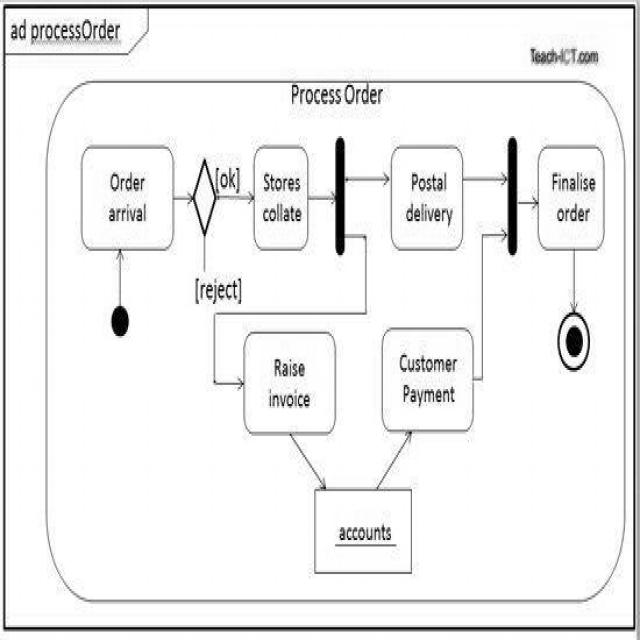 ad processOrder
Teach-ICT.com
Process Order
Order
arrival
[ok]
Stores
collate
Postal
delivery
Finalise
order
[reject]
Raise
invoice
Customer
Payment
accounts